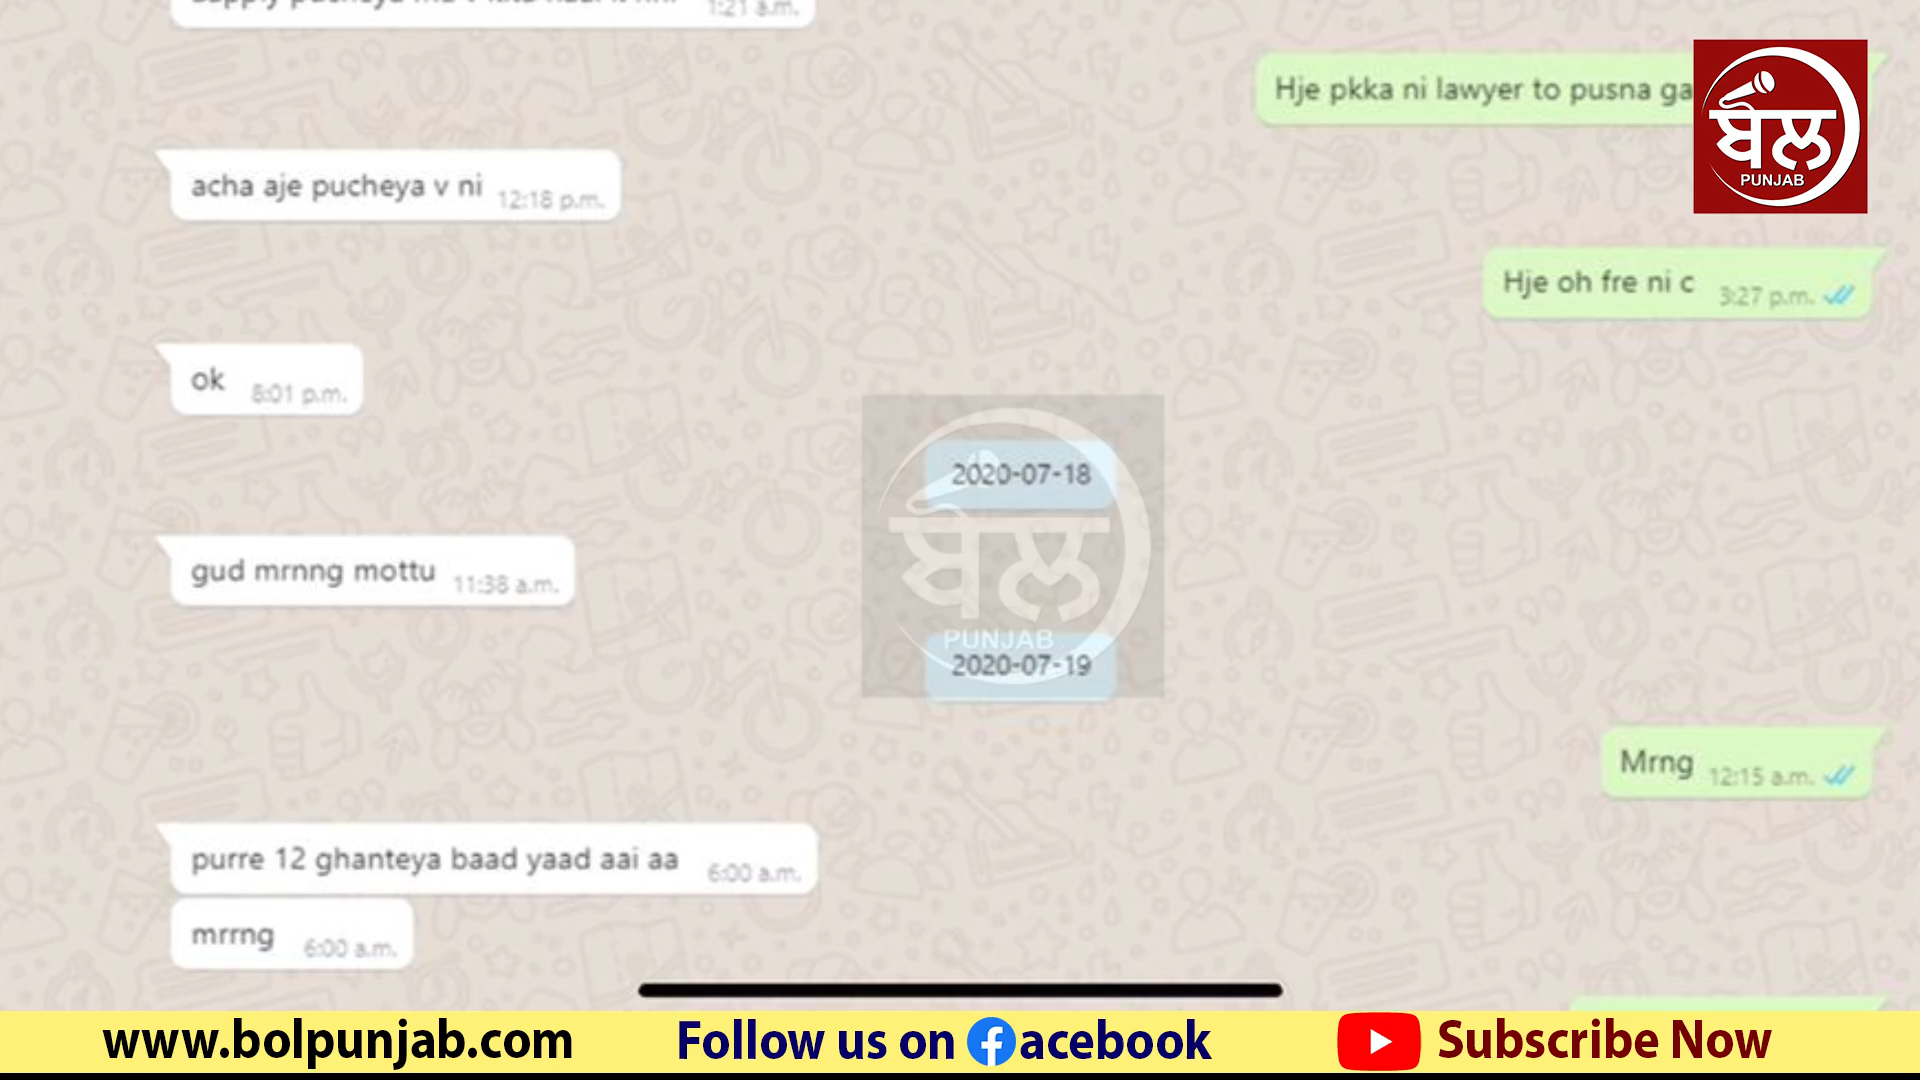 1:21 a.m.
Hje pkka ni lawyer to pusna ga
ਬੋਲ
PUNJAB
acha aje pucheya v ni 12:18 p.m.
Hje oh fre ni c 3:27 p.m.
ok 8:01 p.m.
2020-07-18
gud mrnng mottu 11:38 a.m.
ਬੋਲ
PUNJAB
2020-07-19
Mrng 12:15 a.m.
purre 12 ghanteya baad yaad aai aa 6:00 a.m.
mrrng 6:00 a.m.
www.bolpunjab.com Follow us on facebook Subscribe Now